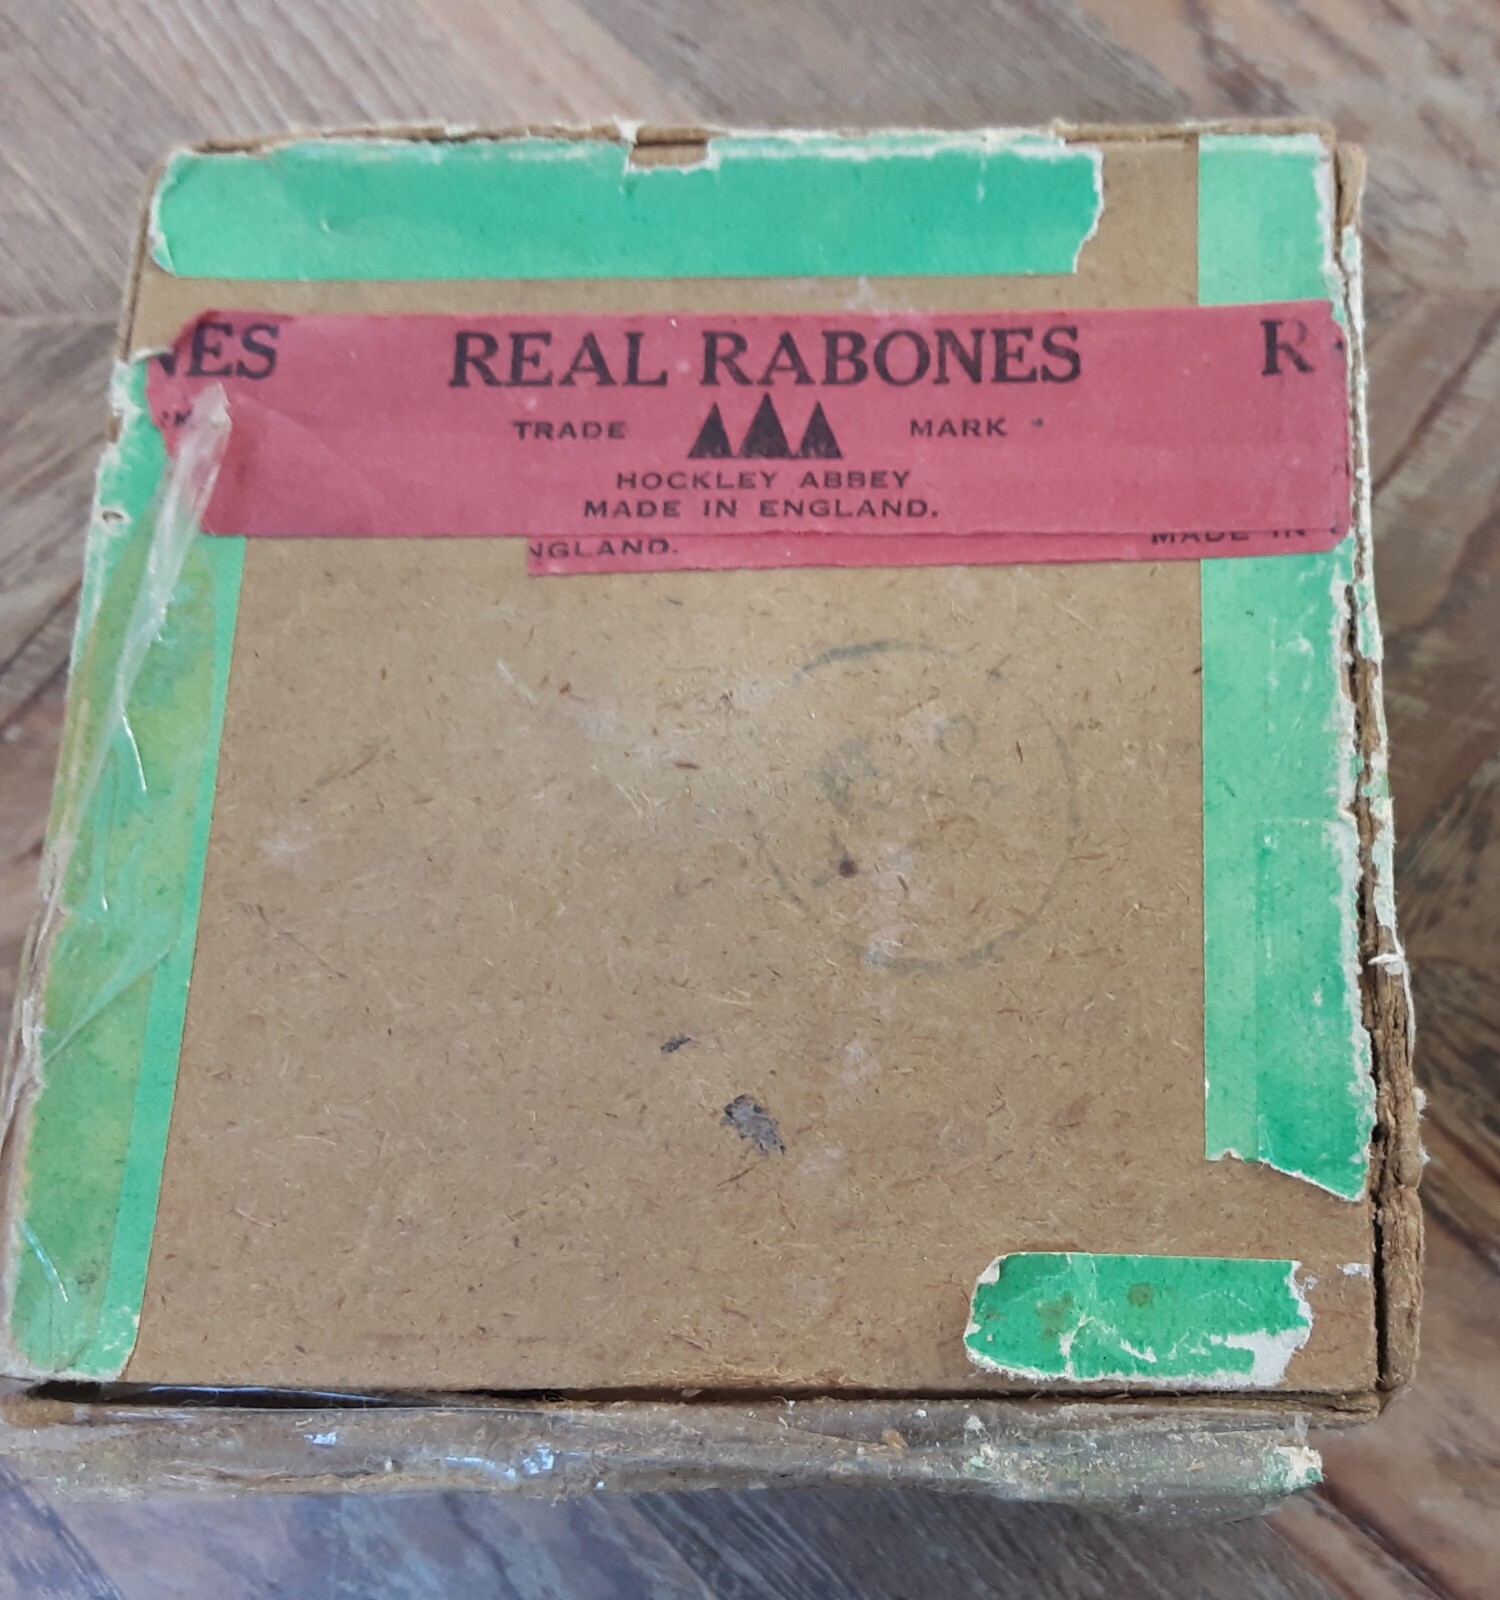 NES REAL RABONES R
TRADE MARK
HOCKLEY ABBEY
MADE IN ENGLAND.
NGLAND. MADE IN